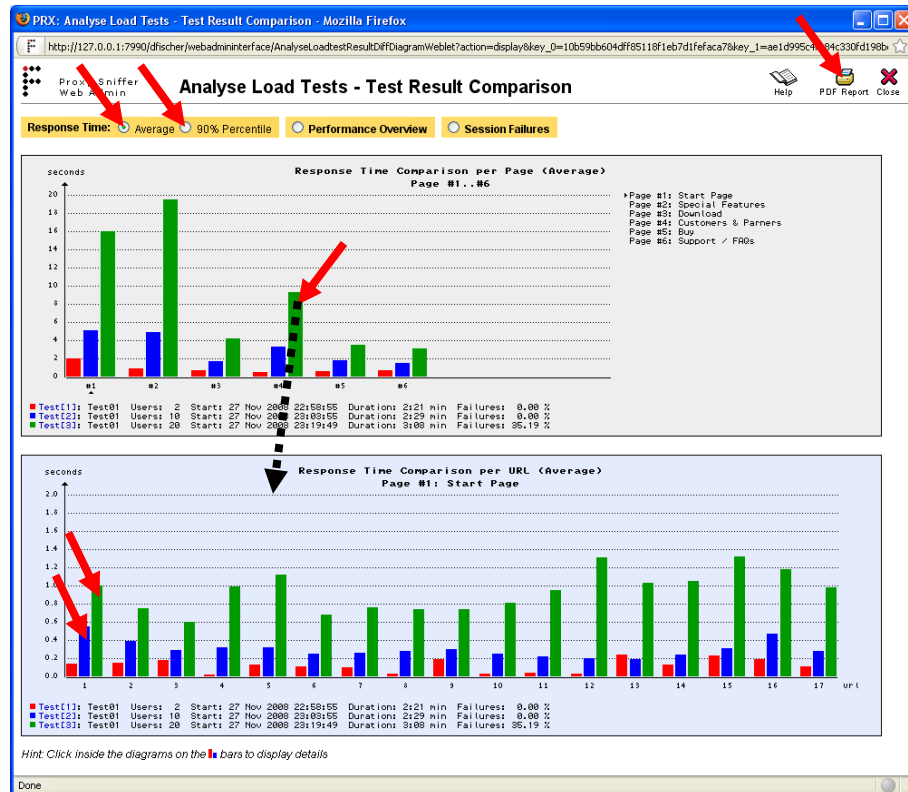 PRX: Analyse Load Tests - Test Result Comparison - Mozilla Firefox
http://127.0.0.1:7990/dfischer/webadmininterface/AnalyseLoadtestResultDiffDiagramWeblet?action=display&key_0=10b59bb604dff85118f1eb7d1fefaca7&key_1=ae1d995c
Proxy Sniffer
Web Admin
Analyse Load Tests - Test Result Comparison
Help PDF Report Close
Response Time: Average 90% Percentile Performance Overview Session Failures
seconds
Response Time Comparison per Page (Average)
Page #1..#6
20
18
16
14
12
10
8
6
4
2
0
#1 #2 #3 #4 #5 #6
Page #1: Start Page
Page #2: Special Features
Page #3: Download
Page #4: Customers & Parners
Page #5: Buy
Page #6: Support / FAQs
Test[1]: Test01 Users: 2 Start: 27 Nov 2008 22:58:55 Duration: 2:21 min Failures: 0.00 %
Test[2]: Test01 Users: 10 Start: 27 Nov 2008 23:03:55 Duration: 2:29 min Failures: 0.00 %
Test[3]: Test01 Users: 20 Start: 27 Nov 2008 23:19:49 Duration: 3:08 min Failures: 35.19 %
seconds
Response Time Comparison per URL (Average)
Page #1: Start Page
2.0
1.8
1.6
1.4
1.2
1.0
0.8
0.6
0.4
0.2
0.0
1 2 3 4 5 6 7 8 9 10 11 12 13 14 15 16 17 url
Test[1]: Test01 Users: 2 Start: 27 Nov 2008 22:58:55 Duration: 2:21 min Failures: 0.00 %
Test[2]: Test01 Users: 10 Start: 27 Nov 2008 23:03:55 Duration: 2:29 min Failures: 0.00 %
Test[3]: Test01 Users: 20 Start: 27 Nov 2008 23:19:49 Duration: 3:08 min Failures: 35.19 %
Hint: Click inside the diagrams on the bars to display details
Done